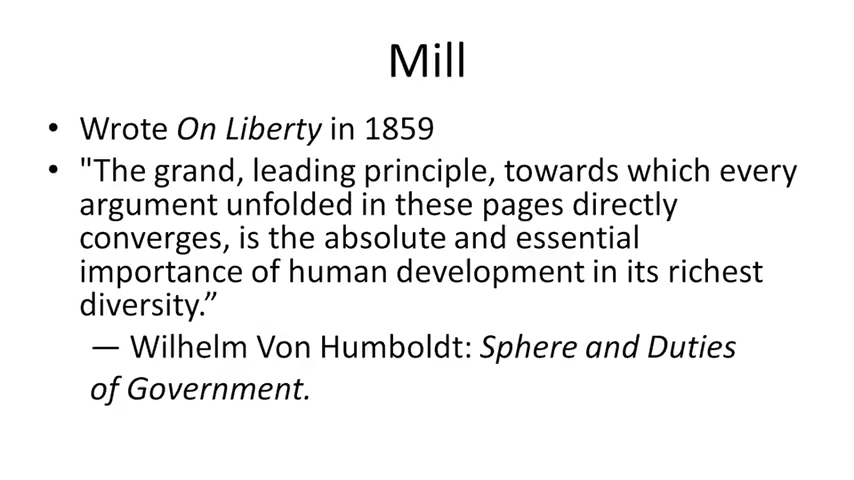 Mill
• Wrote On Liberty in 1859
• "The grand, leading principle, towards which every
argument unfolded in these pages directly
converges, is the absolute and essential
importance of human development in its richest
diversity.”
— Wilhelm Von Humboldt: Sphere and Duties
of Government.